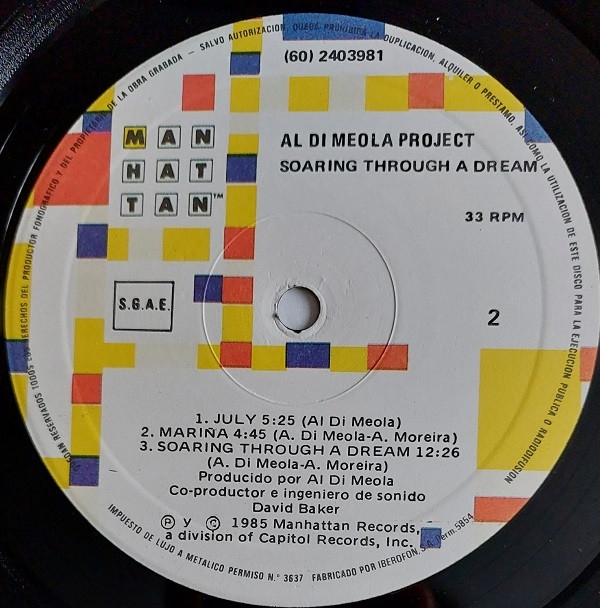 (60) 2403981
MAN
HAT
TAN™
AL DI MEOLA PROJECT
SOARING THROUGH A DREAM
33 RPM
S.G.A.E.
2
1. JULY 5:25 (Al Di Meola)
2. MARINA 4:45 (A. Di Meola-A. Moreira)
3. SOARING THROUGH A DREAM 12:26
(A. Di Meola-A. Moreira)
Producido por Al Di Meola
Co-productor e ingeniero de sonido
David Baker
Ⓟ y © 1985 Manhattan Records,
a division of Capitol Records, Inc.
RESERVADOS TODOS DERECHOS DEL PRODUCTOR FONOGRAFICO Y DEL PROPIETARIO DE LA OBRA GRABADA — SALVO AUTORIZACION, QUEDA PROHIBIDA LA DUPLICACION, ALQUILER O PRESTAMO, ASI COMO LA UTILIZACION DE ESTE DISCO PARA LA EJECUCION PUBLICA O RADIODIFUSION
IMPUESTO DE LUJO A METALICO PERMISO N.º 3637 FABRICADO POR IBEROFON, S.A. Perm. 5854